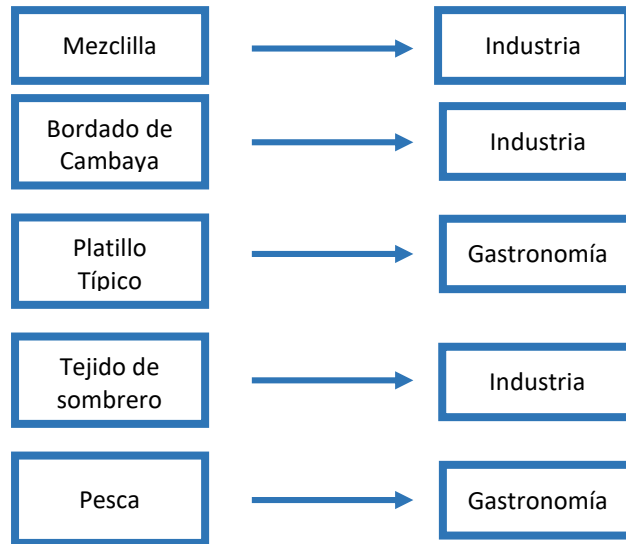 Mezclilla
Industria
Bordado de
Cambaya
Industria
Platillo
Típico
Gastronomía
Tejido de
sombrero
Industria
Pesca
Gastronomía